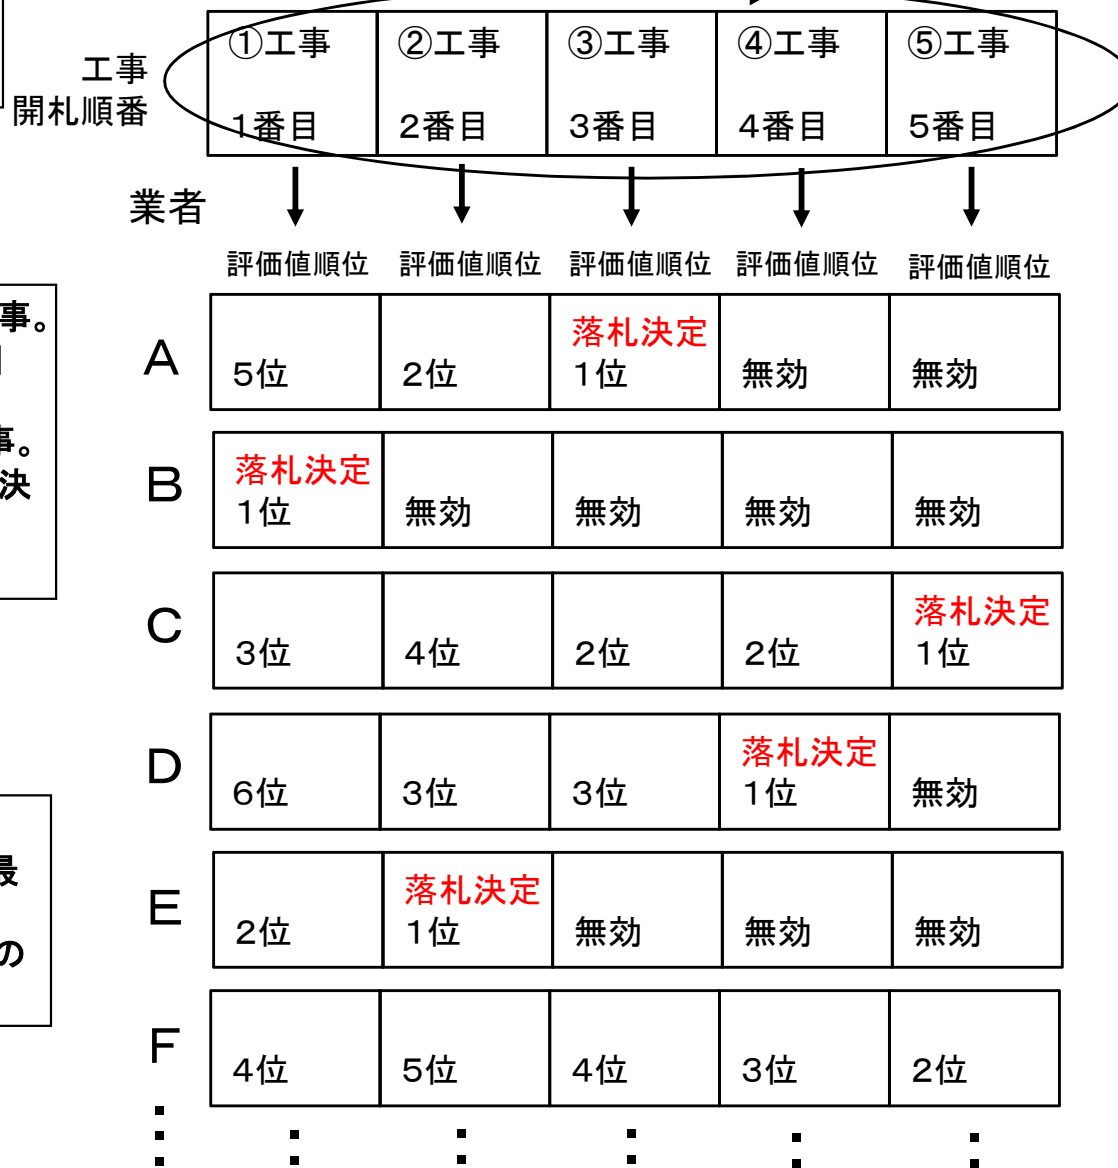 ①工事 ②工事 ③工事 ④工事 ⑤工事
工事
開札順番
1番目 2番目 3番目 4番目 5番目
業者
評価値順位 評価値順位 評価値順位 評価値順位 評価値順位
事。
事。
決
最
の
A
落札決定
5位 2位 1位 無効 無効
B
落札決定
1位 無効 無効 無効 無効
C
落札決定
3位 4位 2位 2位 1位
D
落札決定
6位 3位 3位 1位 無効
E
落札決定
2位 1位 無効 無効 無効
F
4位 5位 4位 3位 2位